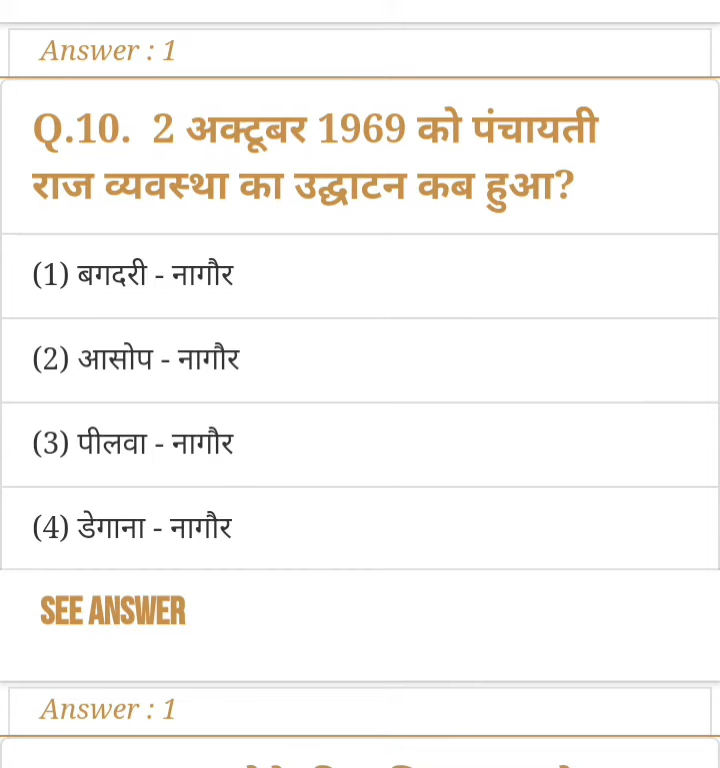 Answer : 1
Q.10. 2 अक्टूबर 1969 को पंचायती
राज व्यवस्था का उद्घाटन कब हुआ?
(1) बगदरी - नागौर
(2) आसोप - नागौर
(3) पीलवा - नागौर
(4) डेगाना - नागौर
SEE ANSWER
Answer : 1